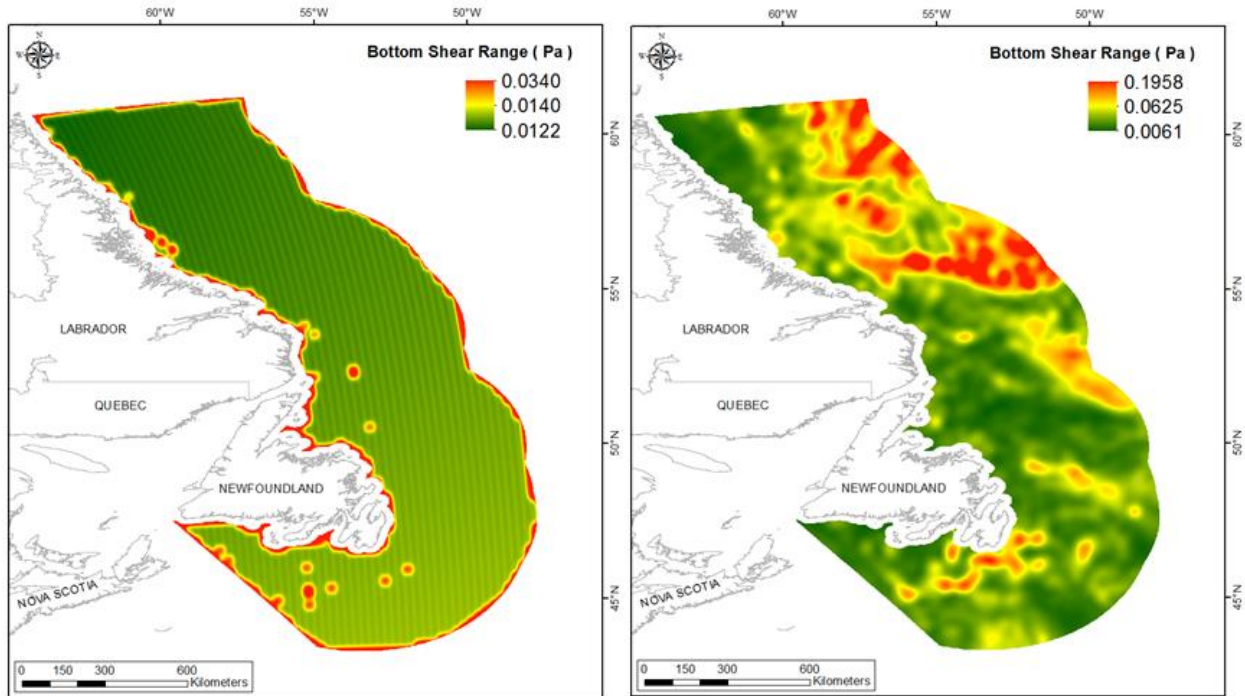 60°W 55°W 50°W
Bottom Shear Range ( Pa )
0.0340
0.0140
0.0122
N
W E
S
60°N
55°N
LABRADOR
QUEBEC
50°N
NEWFOUNDLAND
NOVA SCOTIA
45°N
0 150 300 600
Kilometers
60°W 55°W 50°W
Bottom Shear Range ( Pa )
0.1958
0.0625
0.0061
N
W E
S
60°N
55°N
LABRADOR
QUEBEC
50°N
NEWFOUNDLAND
NOVA SCOTIA
45°N
0 150 300 600
Kilometers